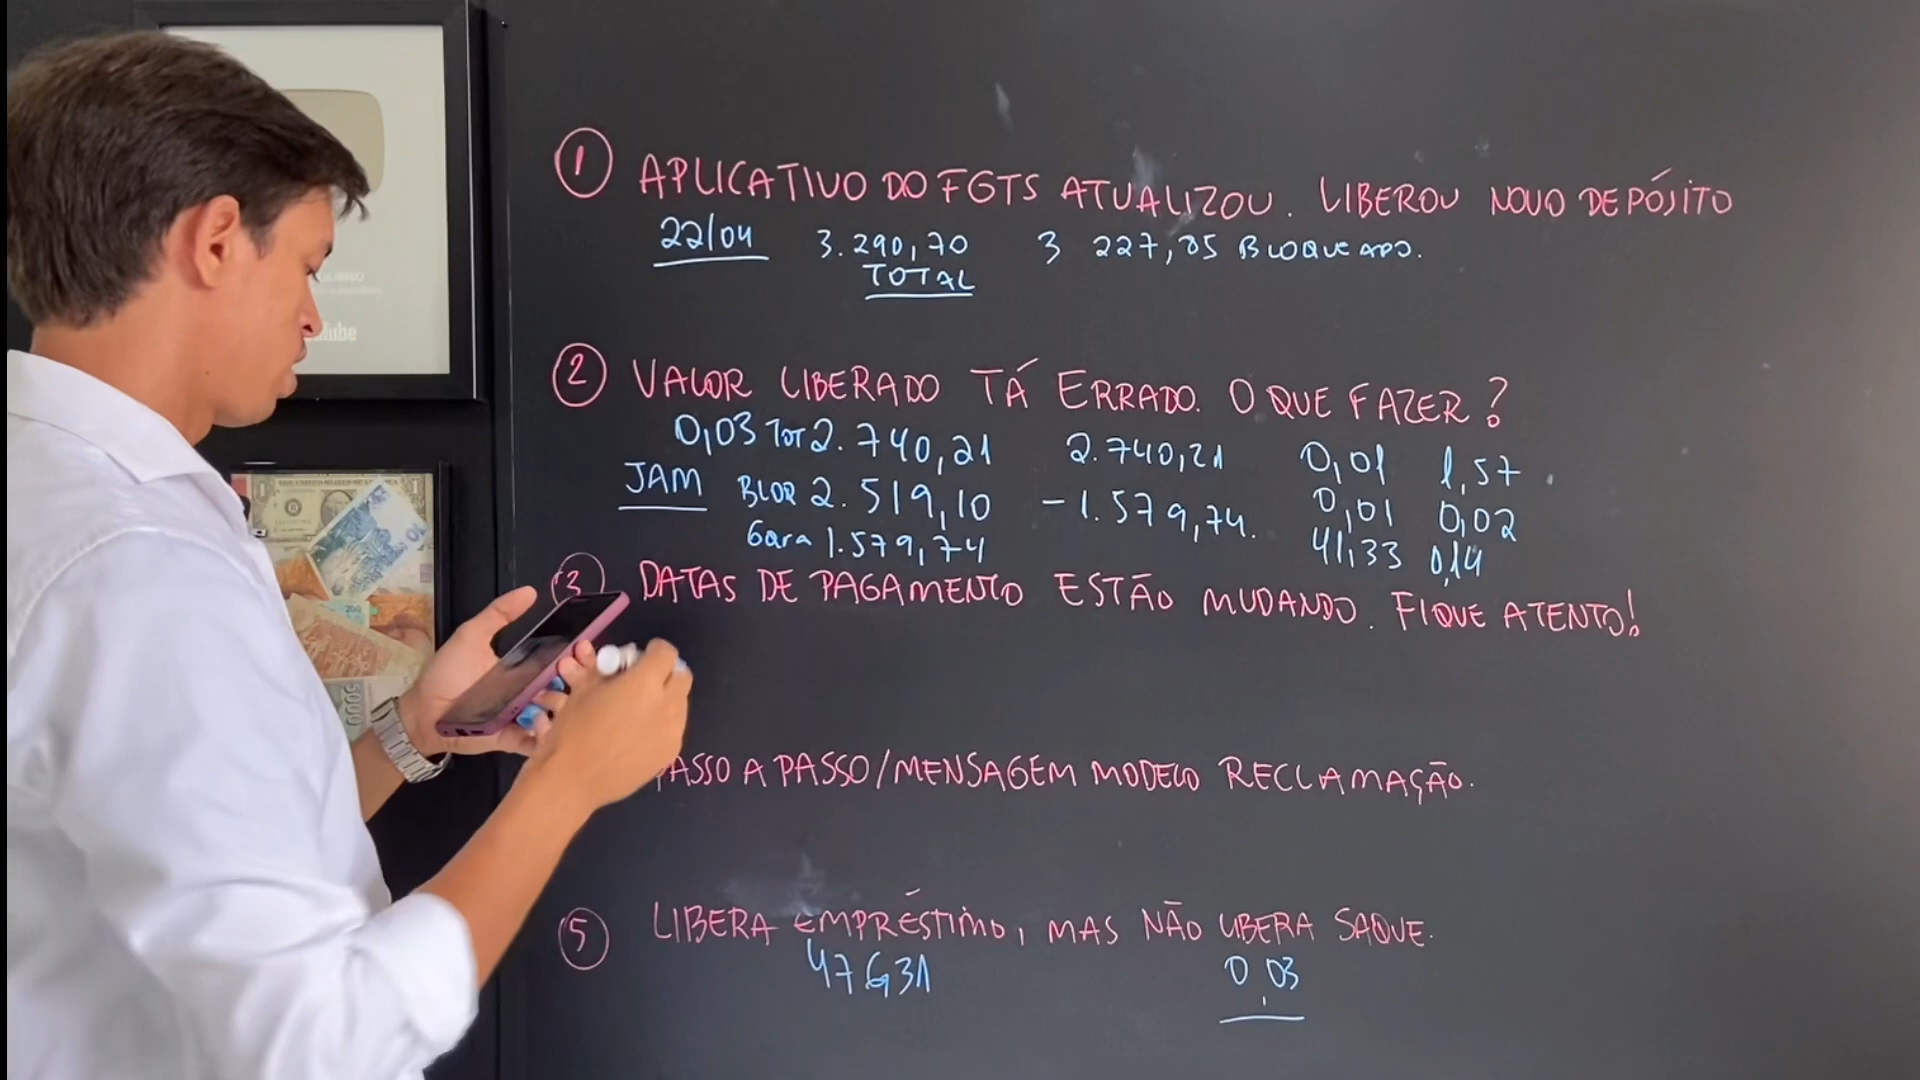 1 APLICATIVO DO FGTS ATUALIZOU. LIBEROU NOVO DEPÓSITO
22/04 3.290,70 3 227,35 BLOQUEADO.
TOTAL
2 VALOR LIBERADO TÁ ERRADO. O QUE FAZER?
0,03 TOT 2.740,21 2.740,21 0,01 1,57
JAM BLOQ 2.519,10 -1.579,74. 0,01 0,02
Gara 1.579,74 41,33 0,14
3 DATAS DE PAGAMENTO ESTÃO MUDANDO. FIQUE ATENTO!
PASSO A PASSO/MENSAGEM MODELO RECLAMAÇÃO.
5 LIBERA EMPRÉSTIMO, MAS NÃO LIBERA SAQUE.
47631 0,03
5000
200